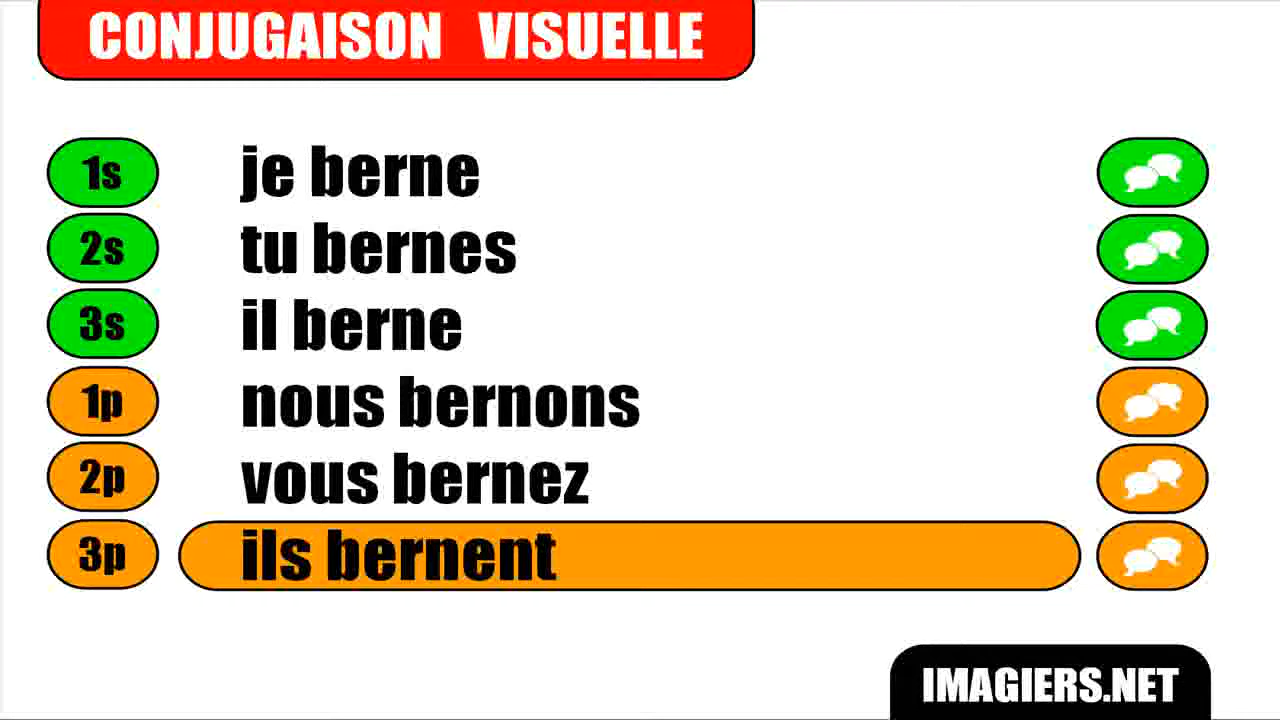 CONJUGAISON VISUELLE
1s je berne
2s tu bernes
3s il berne
1p nous bernons
2p vous bernez
3p ils bernent
IMAGIERS.NET